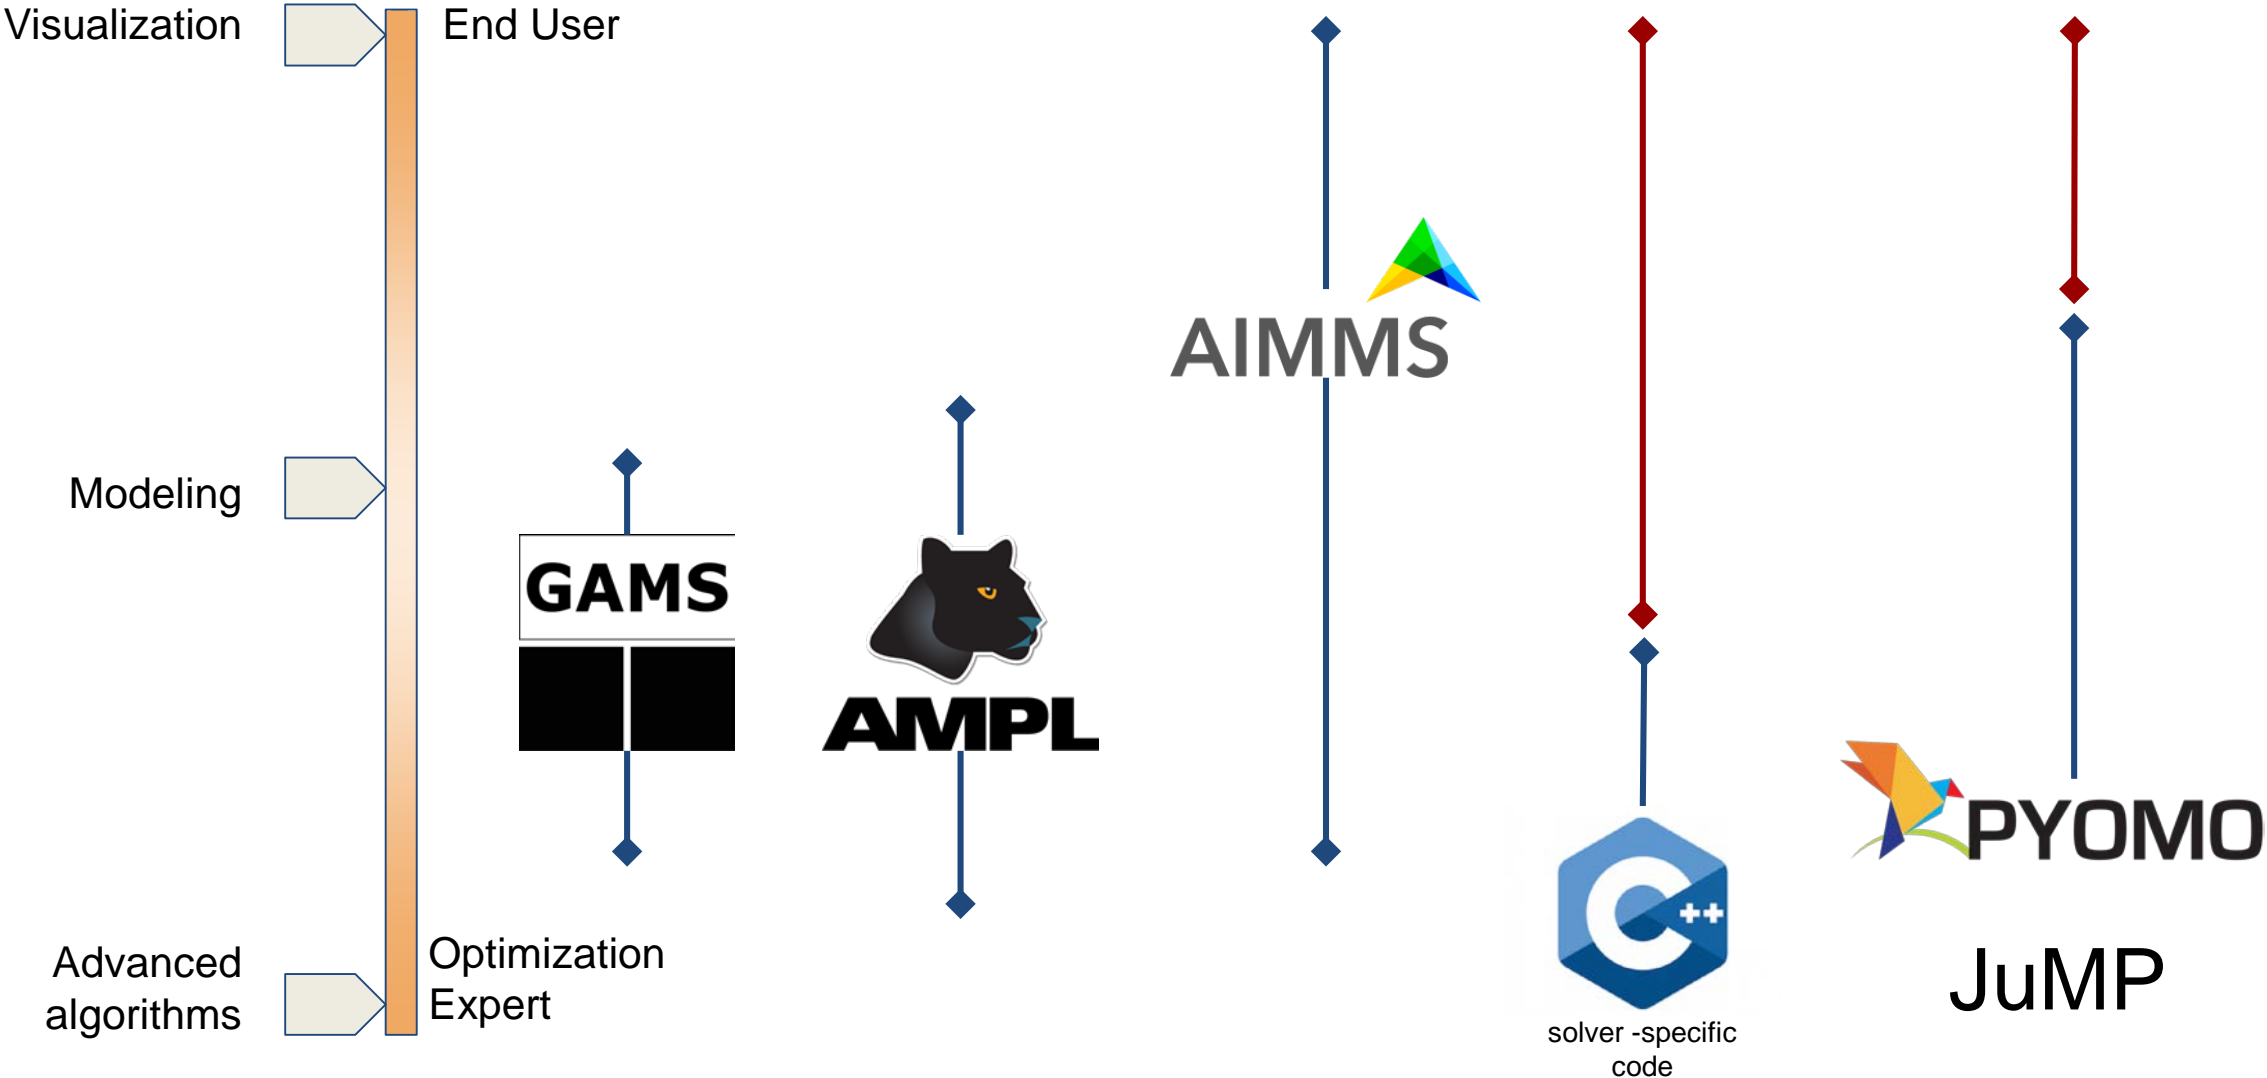 Visualization
End User
AIMMS
Modeling
GAMS
AMPL
PYOMO
C++
Advanced
algorithms
Optimization
Expert
JuMP
solver -specific
code